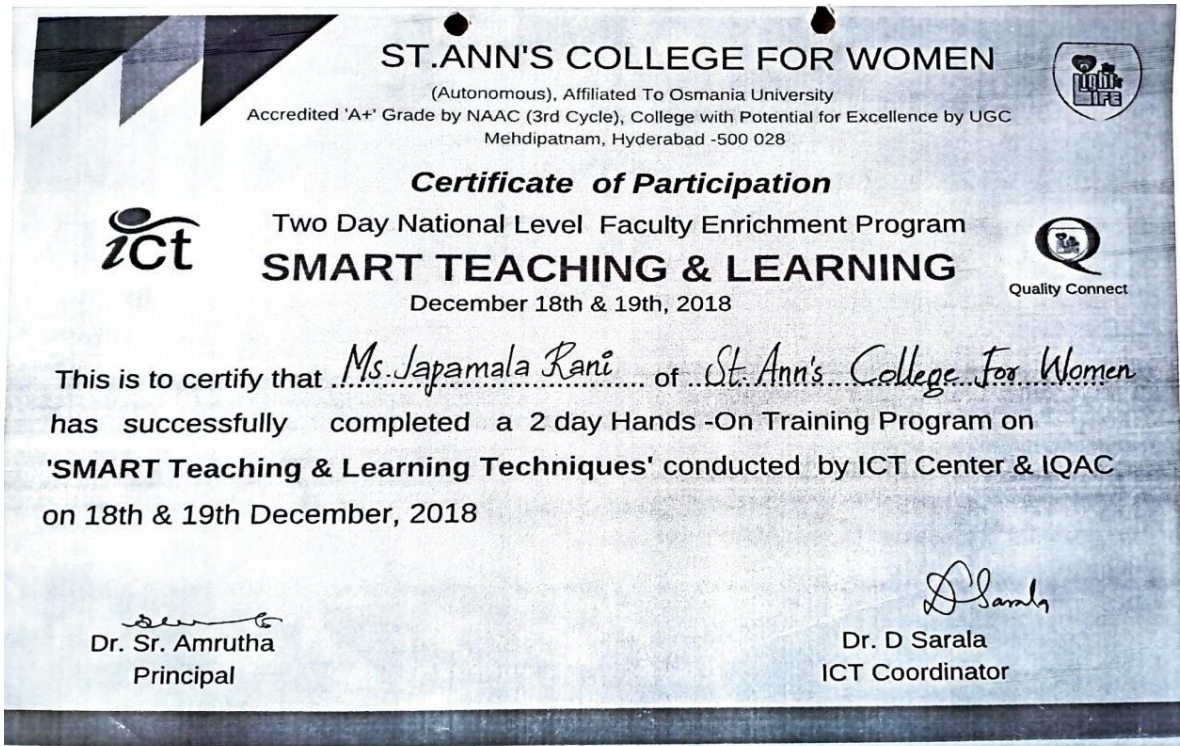 ST.ANN'S COLLEGE FOR WOMEN
(Autonomous), Affiliated To Osmania University
Accredited 'A+' Grade by NAAC (3rd Cycle), College with Potential for Excellence by UGC
Mehdipatnam, Hyderabad -500 028
Light LIFE
Certificate of Participation
ict
Two Day National Level Faculty Enrichment Program
SMART TEACHING & LEARNING
Quality Connect
December 18th & 19th, 2018
This is to certify that Ms. Japamala Rani of St. Ann's College For Women
has successfully completed a 2 day Hands -On Training Program on
'SMART Teaching & Learning Techniques' conducted by ICT Center & IQAC
on 18th & 19th December, 2018
DSarala
Dr. Sr. Amrutha
Principal
Dr. D Sarala
ICT Coordinator